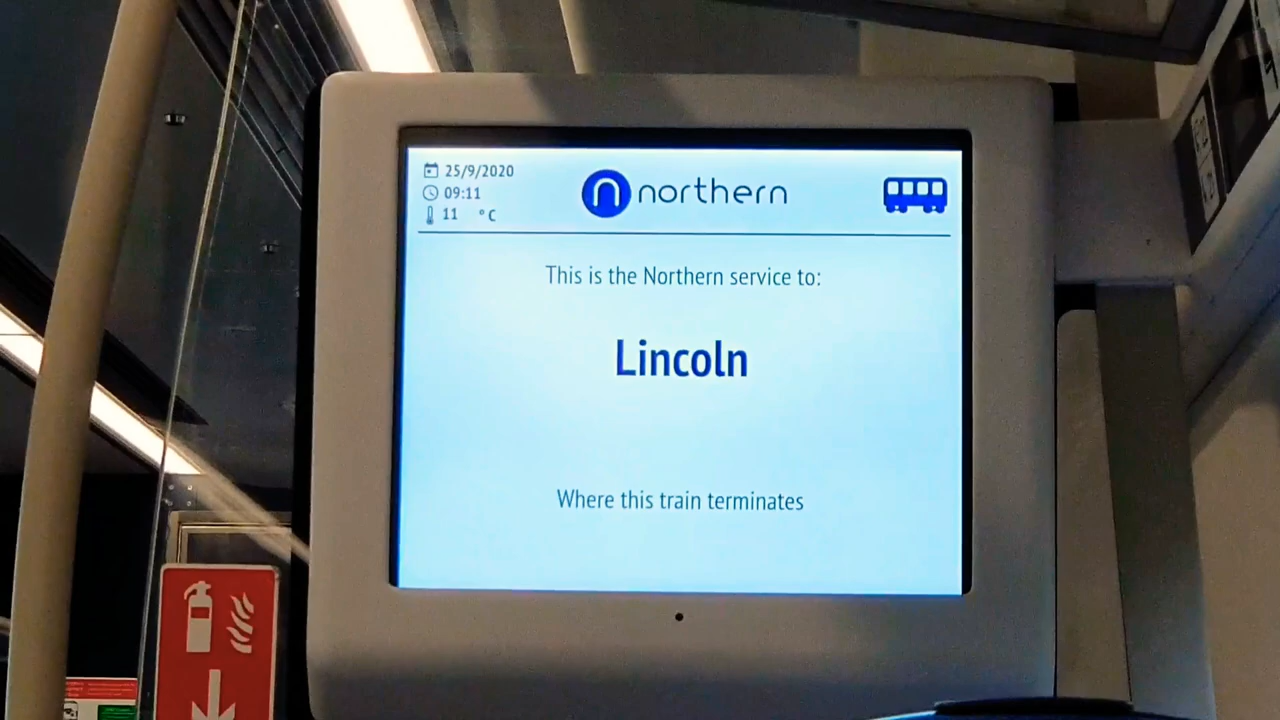 25/9/2020
09:11
11 °C
northern
This is the Northern service to:
Lincoln
Where this train terminates